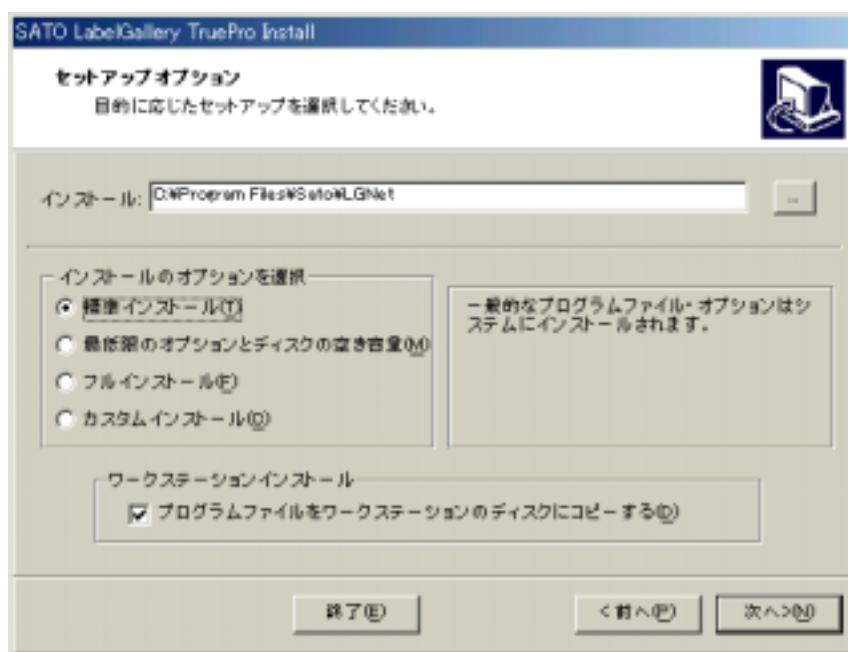 SATO LabelGallery TruePro Install
セットアップオプション
目的に応じたセットアップを選択してください。
インストール: C:¥Program Files¥Sato¥LGNet
...
インストールのオプションを選択
標準インストール(T)
最低限のオプションとディスクの空き容量(M)
フルインストール(F)
カスタムインストール(C)
一般的なプログラムファイル・オプションはシ
ステムにインストールされます。
ワークステーションインストール
プログラムファイルをワークステーションのディスクにコピーする(D)
終了(E)
<前へ(P)
次へ>(N)